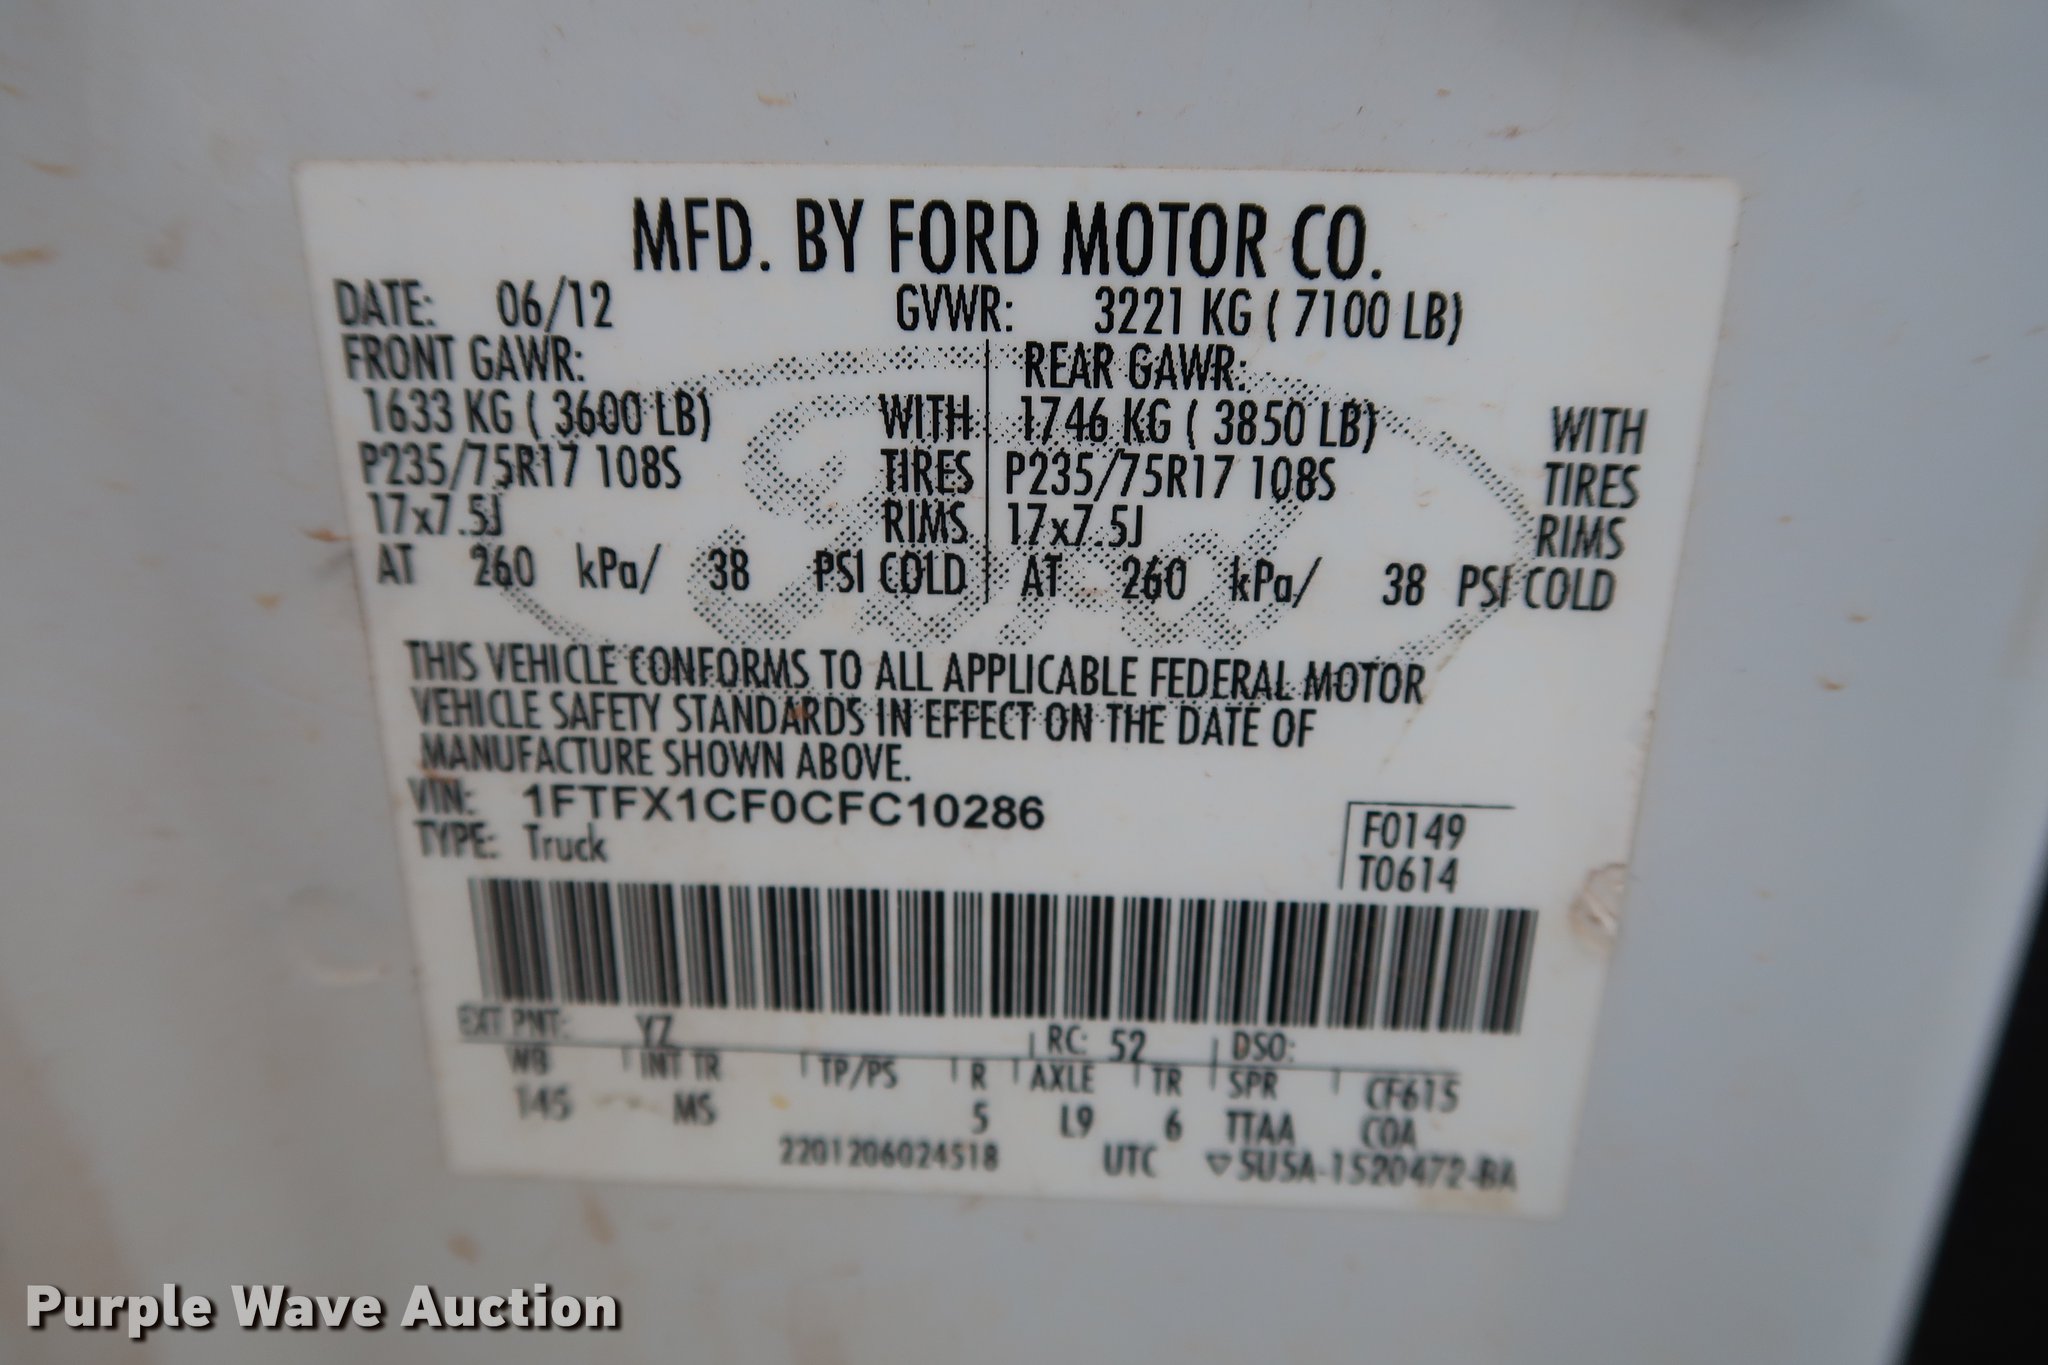 MFD. BY FORD MOTOR CO.
DATE: 06/12 GVWR: 3221 KG ( 7100 LB)
FRONT GAWR: REAR GAWR:
1633 KG ( 3600 LB) WITH 1746 KG ( 3850 LB) WITH
P235/75R17 108S TIRES P235/75R17 108S TIRES
17x7.5J RIMS 17x7.5J RIMS
AT 260 kPa/ 38 PSI COLD AT 260 kPa/ 38 PSI COLD
Ford
THIS VEHICLE CONFORMS TO ALL APPLICABLE FEDERAL MOTOR
VEHICLE SAFETY STANDARDS IN EFFECT ON THE DATE OF
MANUFACTURE SHOWN ABOVE.
VIN: 1FTFX1CF0CFC10286
TYPE: Truck
F0149
T0614
EXT PNT: YZ RC: 52 DSO:
WB INT TR TP/PS R AXLE TR SPR CF615
145 MS 5 L9 6 TTAA COA
2201206024518 UTC ▽5U5A-1520472-BA
Purple Wave Auction